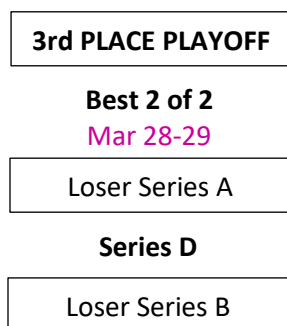 3rd PLACE PLAYOFF
Best 2 of 2
Mar 28-29
Loser Series A
Series D
Loser Series B